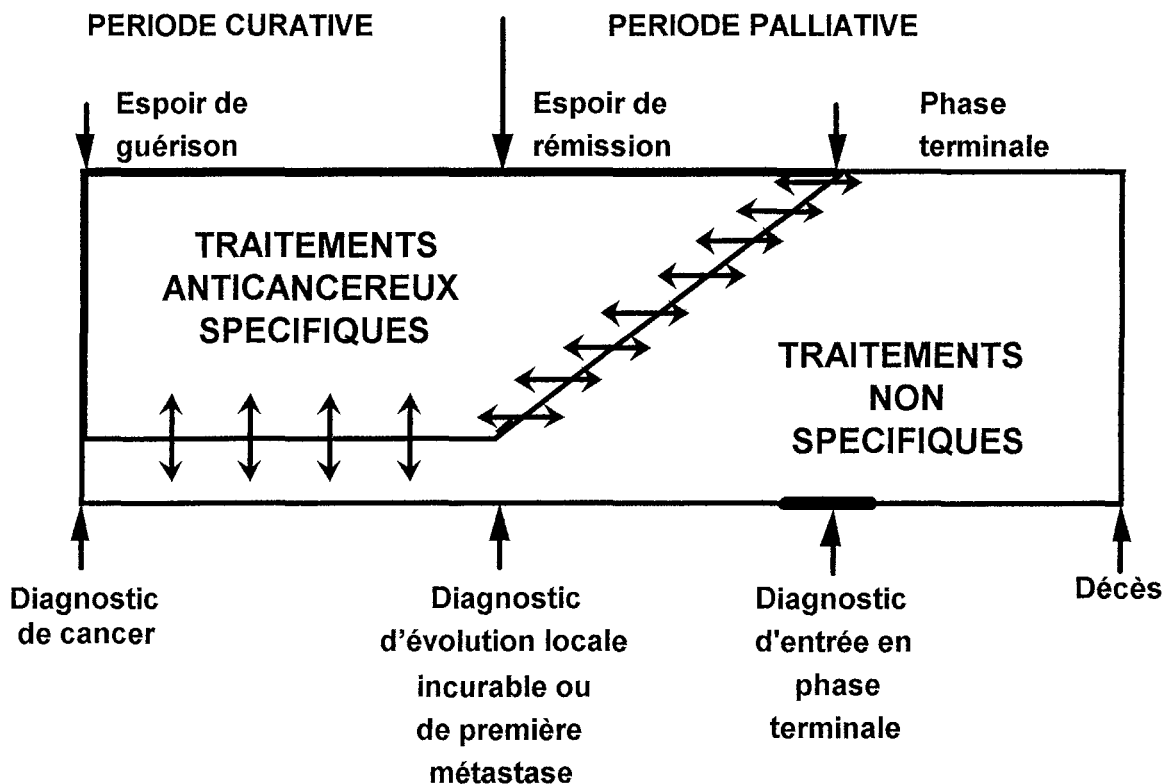 PERIODE CURATIVE
PERIODE PALLIATIVE
Espoir de
guérison
Espoir de
rémission
Phase
terminale
TRAITEMENTS
ANTICANCEREUX
SPECIFIQUES
TRAITEMENTS
NON
SPECIFIQUES
Diagnostic
de cancer
Diagnostic
d'évolution locale
incurable ou
de première
métastase
Diagnostic
d'entrée en
phase
terminale
Décès